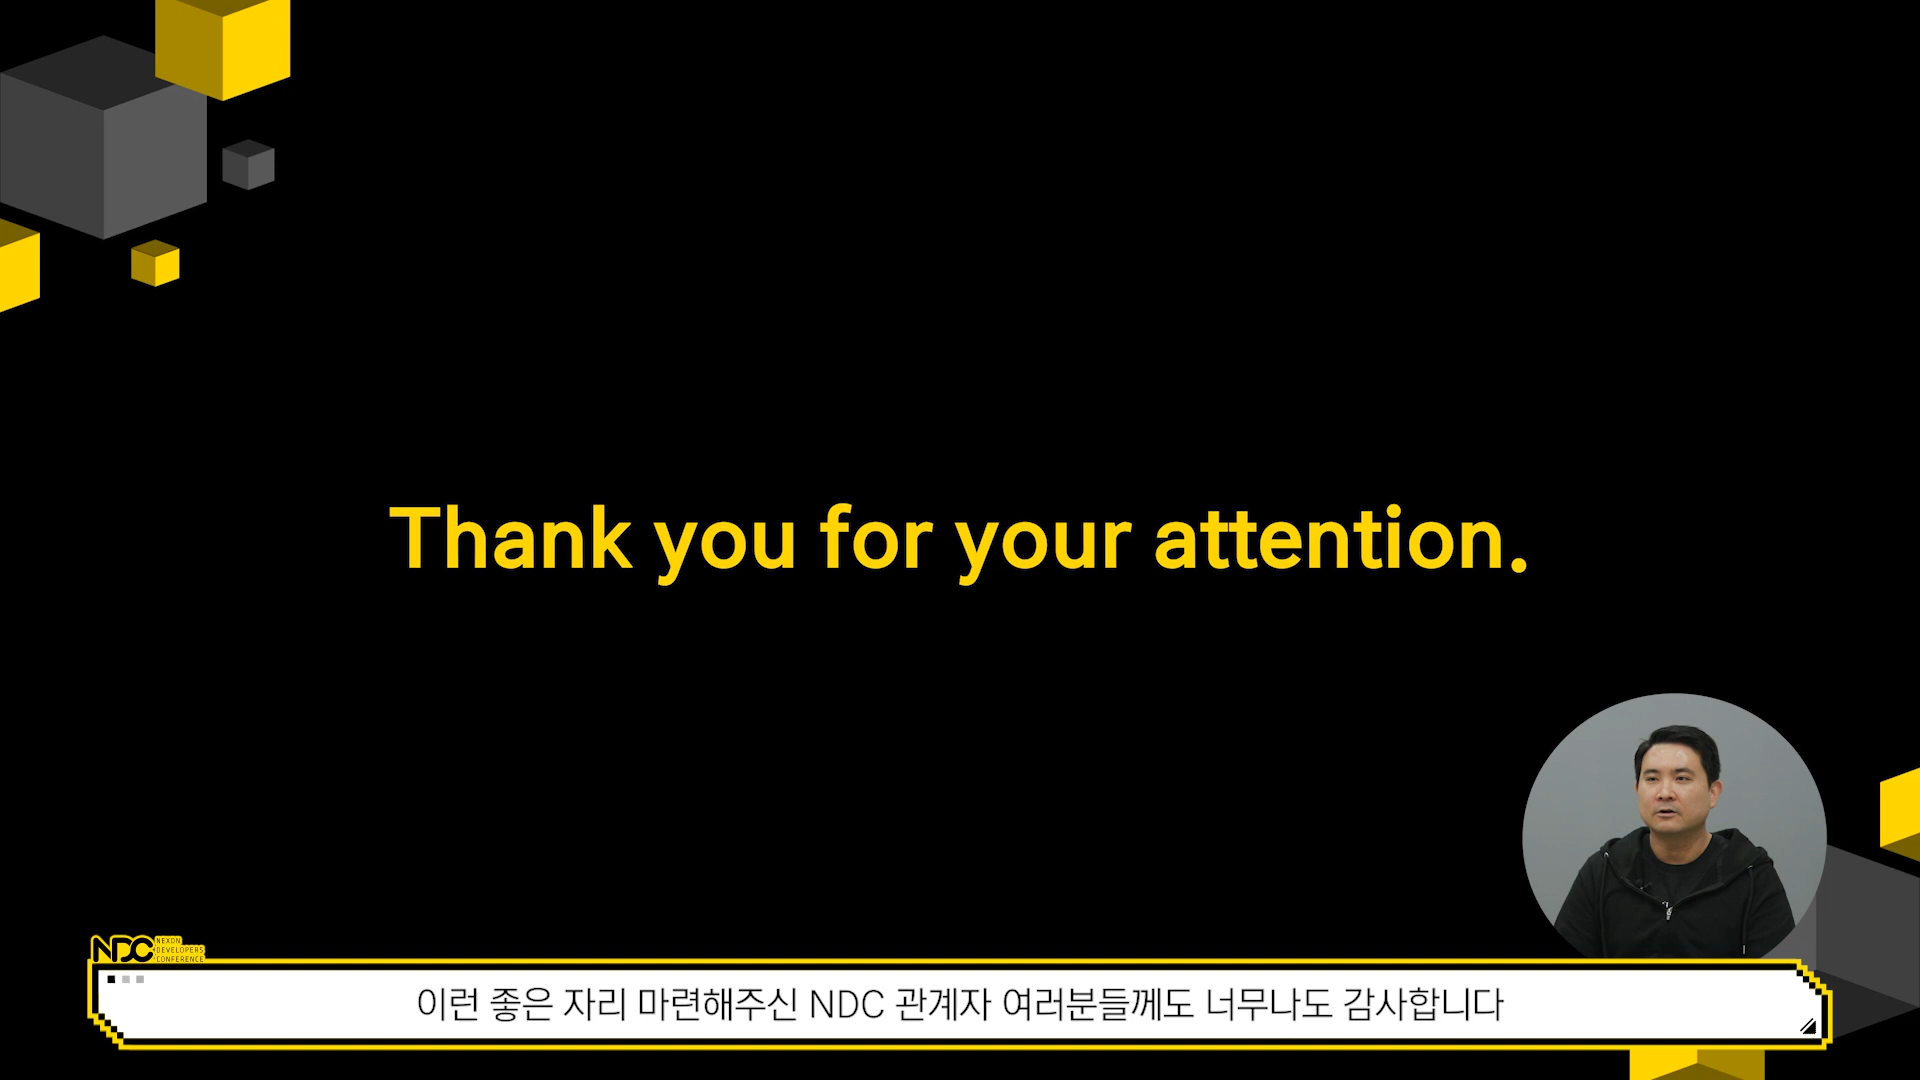 Thank you for your attention.
NDC
NEXON
DEVELOPERS
CONFERENCE
이런 좋은 자리 마련해주신 NDC 관계자 여러분들께도 너무나도 감사합니다